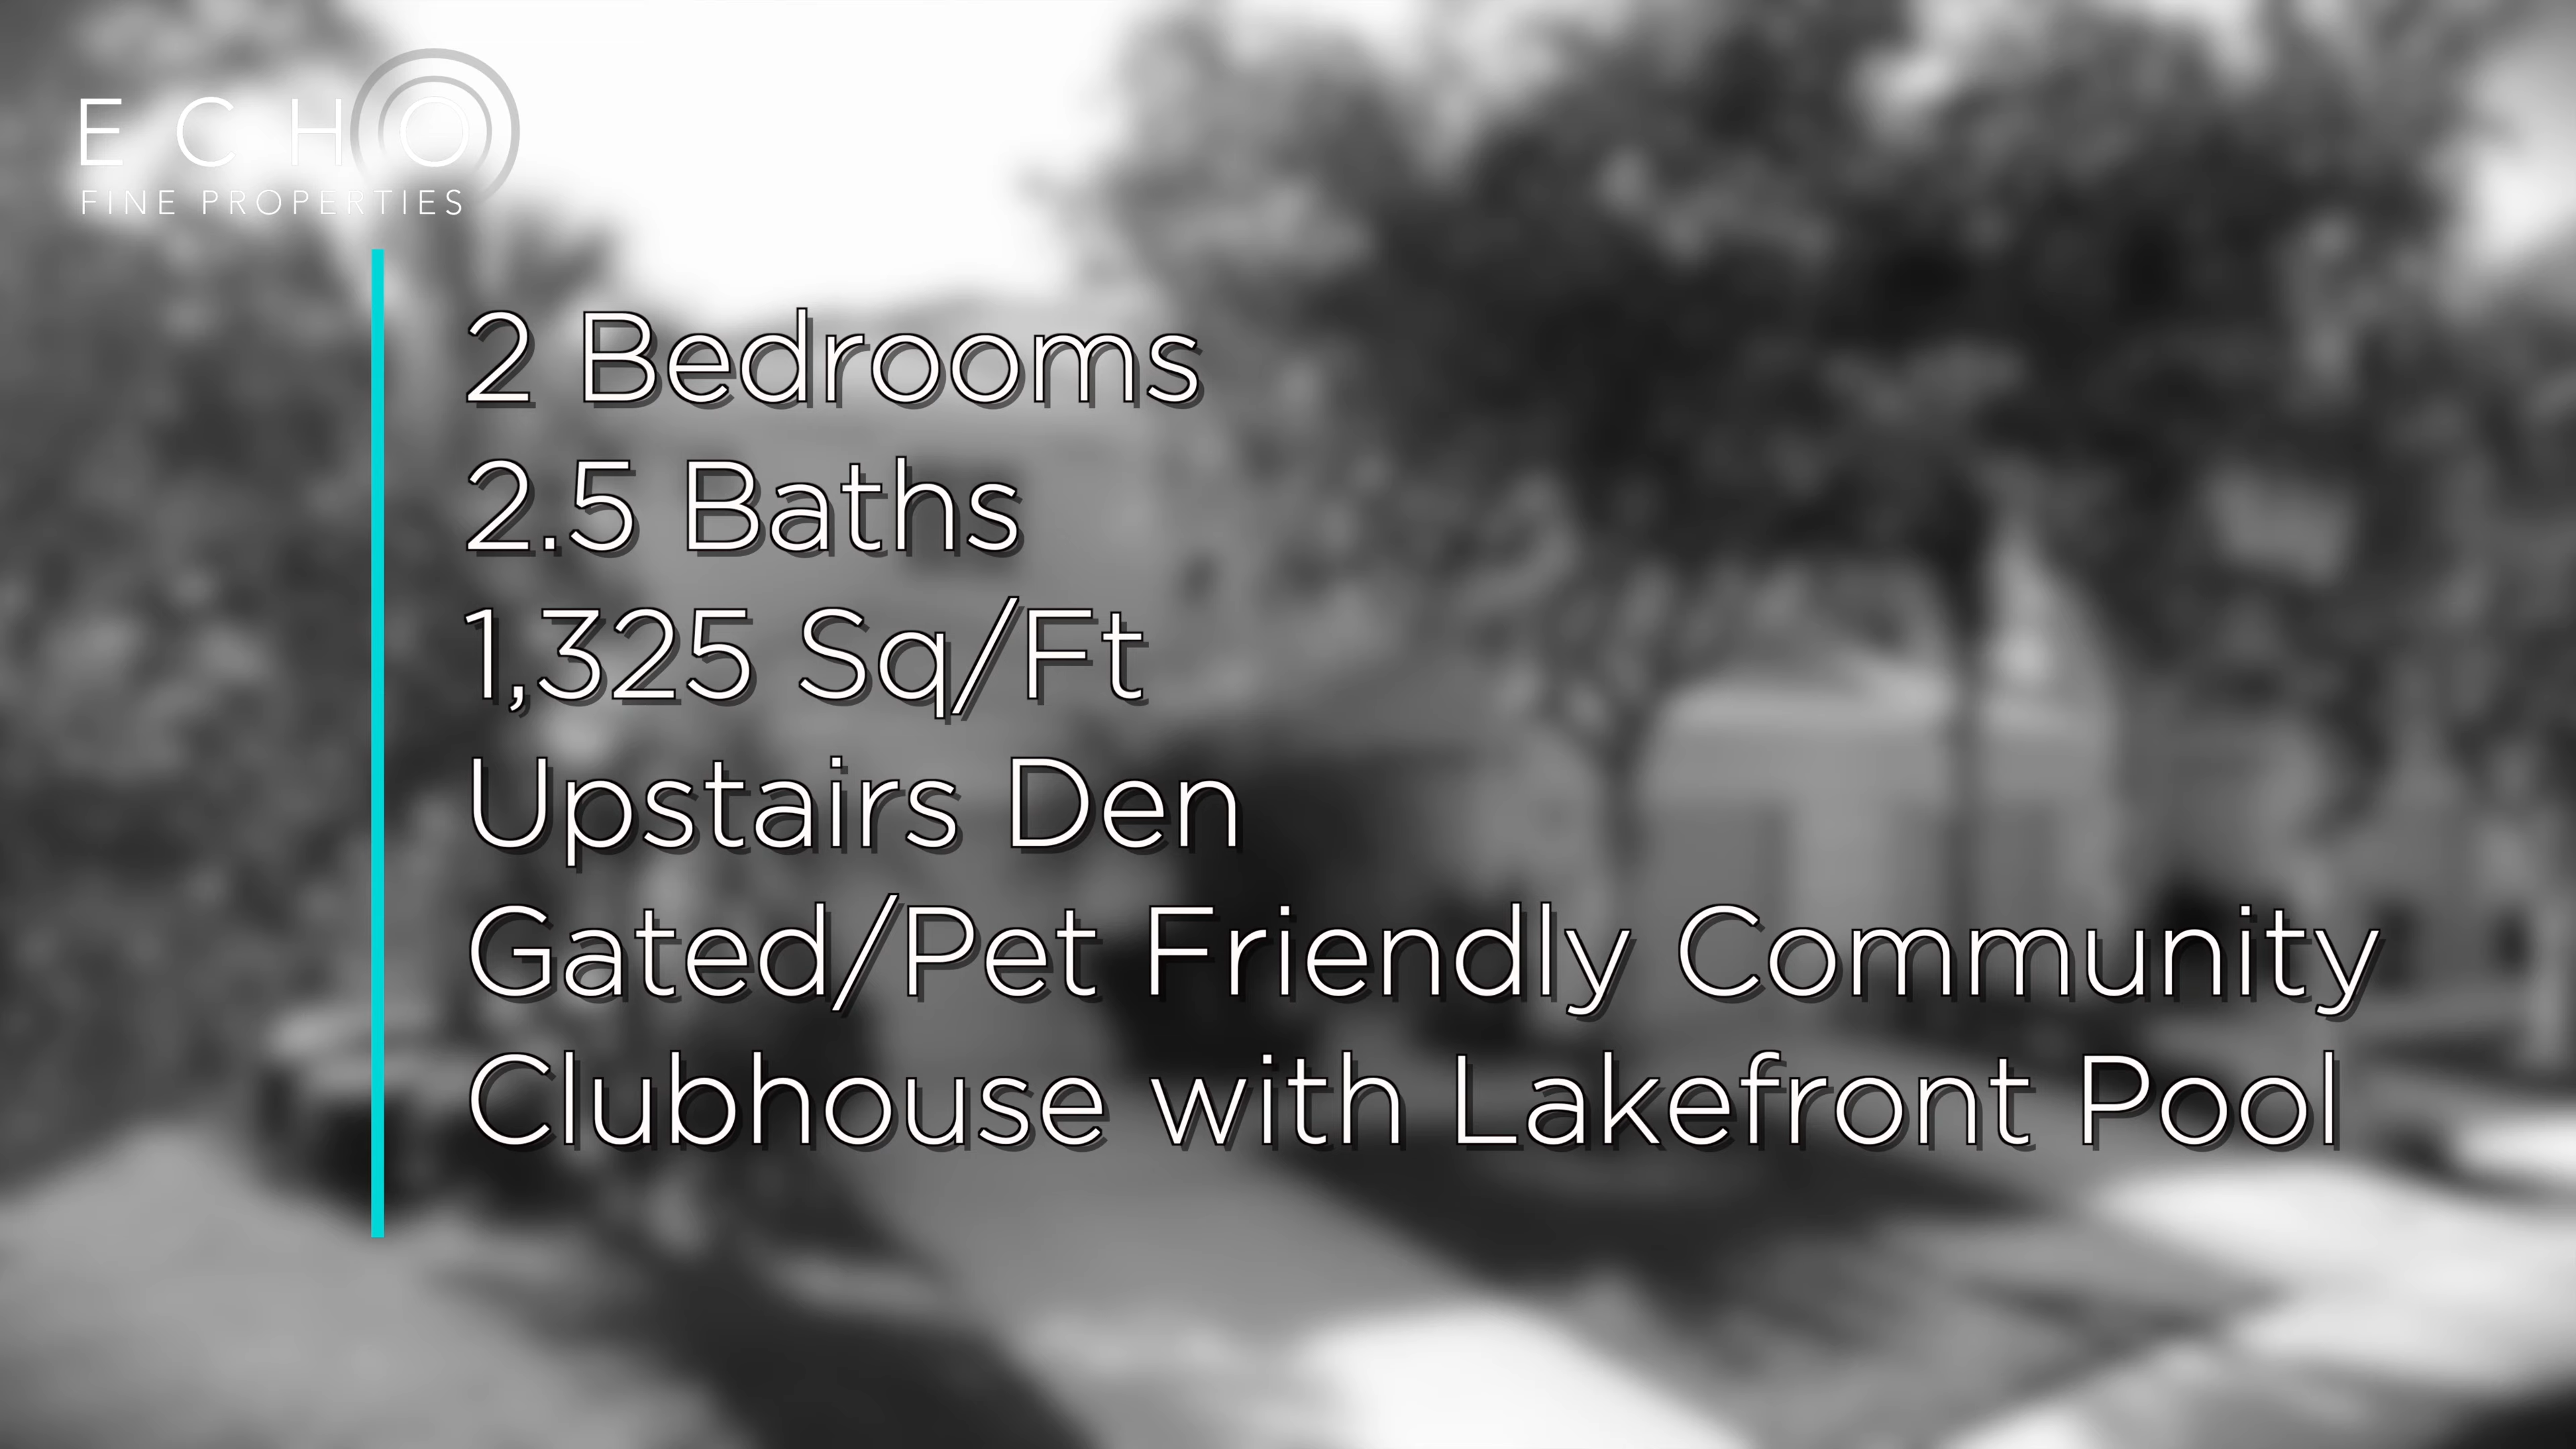 ECHO
FINE PROPERTIES
2 Bedrooms
2.5 Baths
1,325 Sq/Ft
Upstairs Den
Gated/Pet Friendly Community
Clubhouse with Lakefront Pool